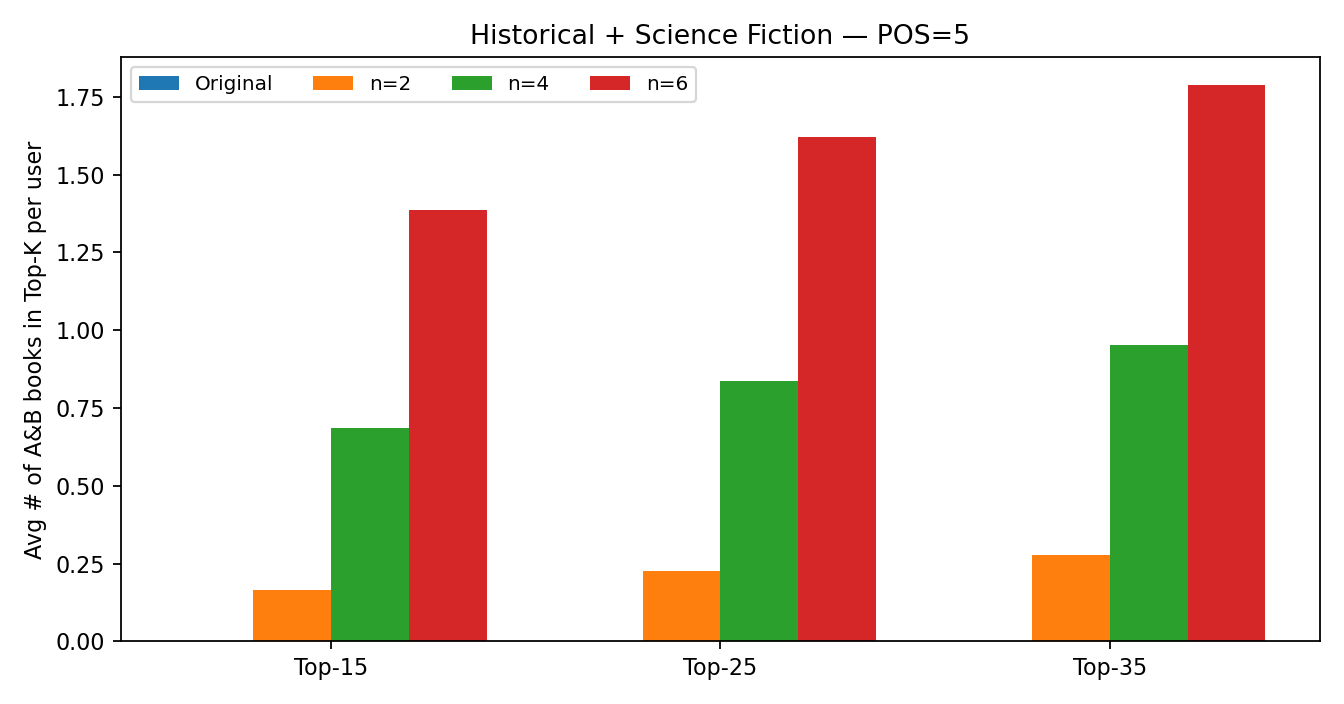 Historical + Science Fiction — POS=5
Original
n=2
n=4
n=6
Avg # of A&B books in Top-K per user
1.75
1.50
1.25
1.00
0.75
0.50
0.25
0.00
Top-15
Top-25
Top-35